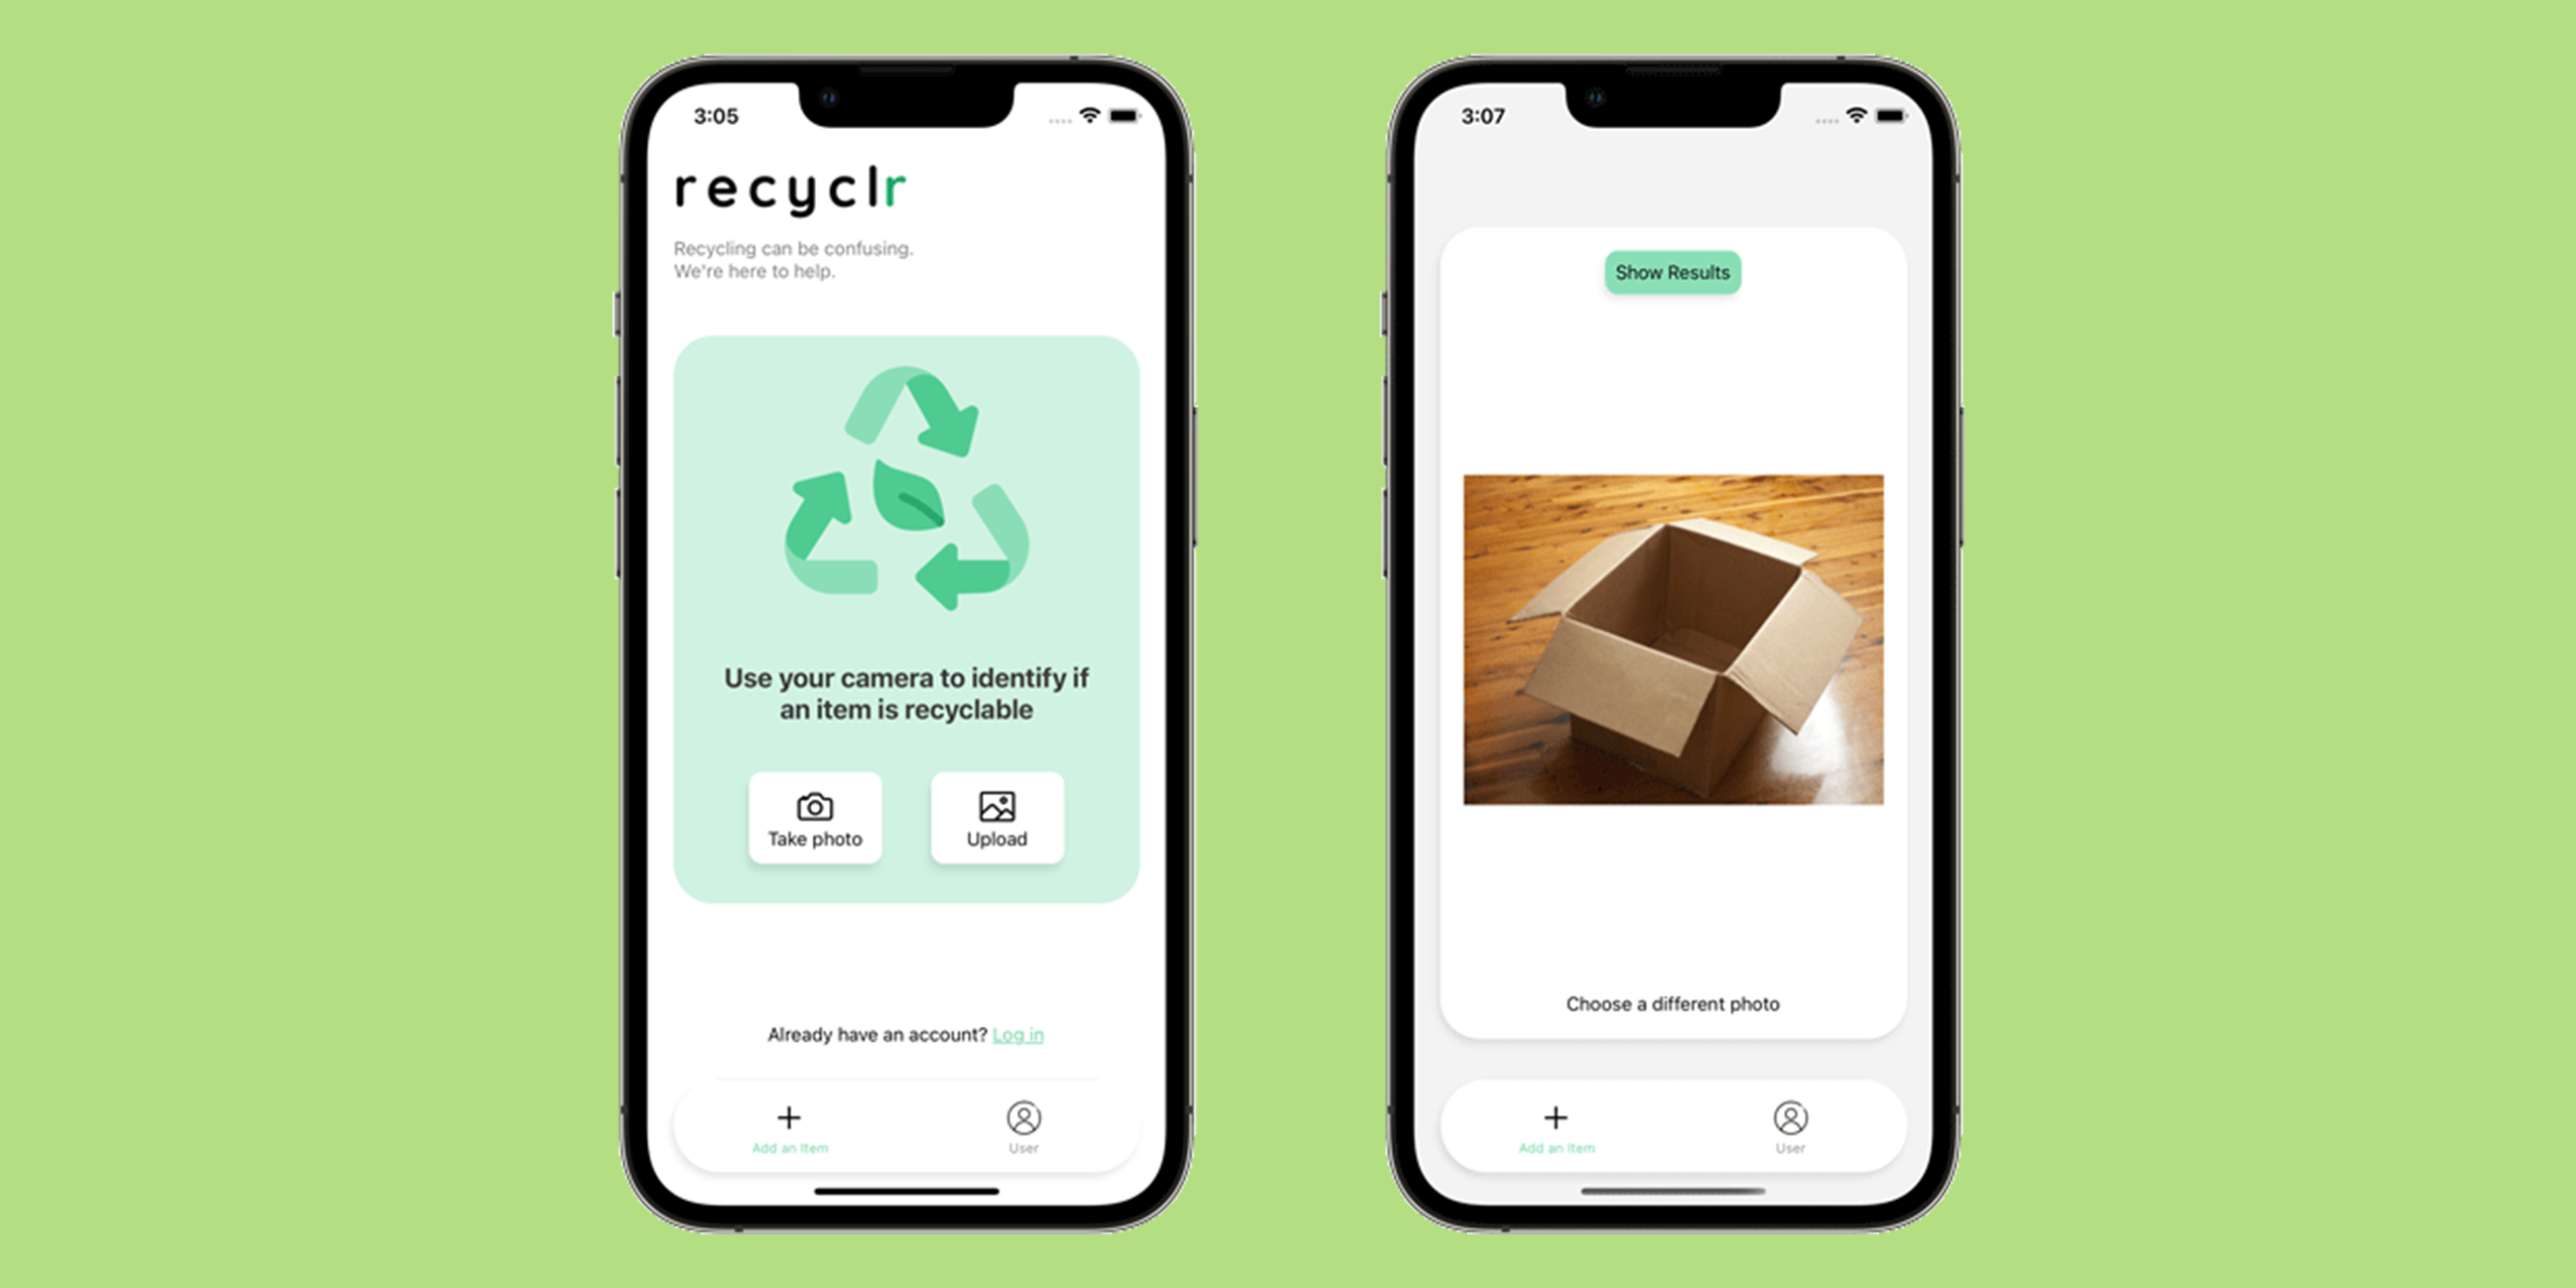 3:05
recyclr
Recycling can be confusing.
We're here to help.
Use your camera to identify if
an item is recyclable
Take photo
Upload
Already have an account? Log in
Add an Item
User
3:07
Show Results
Choose a different photo
Add an Item
User